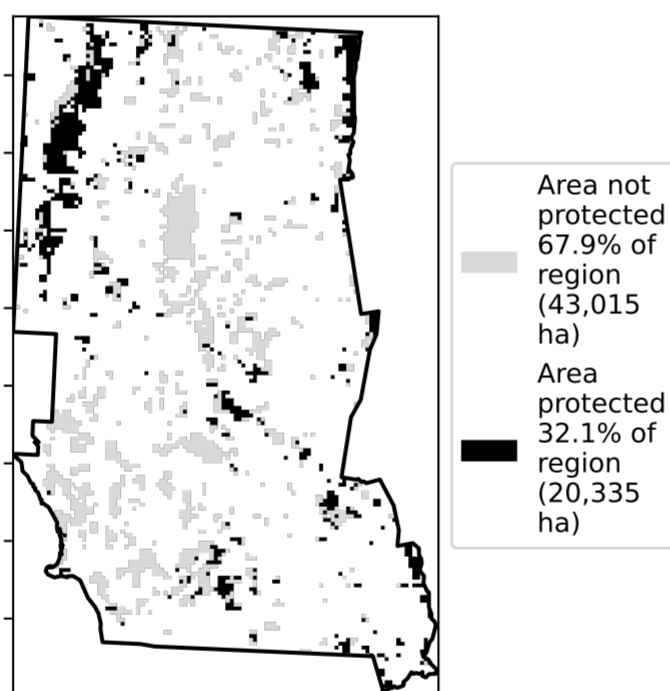 Area not
protected
67.9% of
region
(43,015
ha)
Area
protected
32.1% of
region
(20,335
ha)